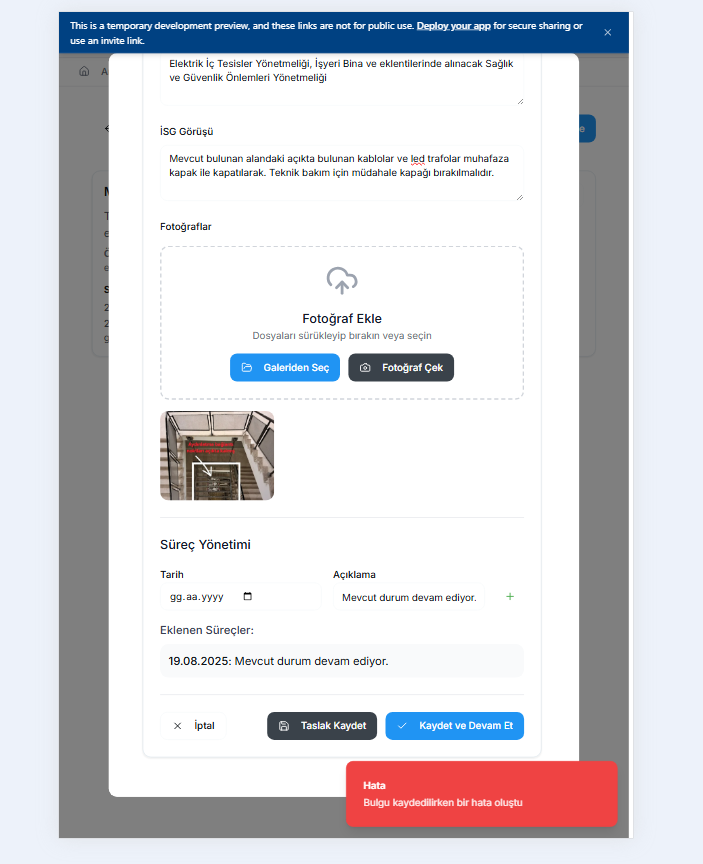 This is a temporary development preview, and these links are not for public use. Deploy your app for secure sharing or
use an invite link.
Elektrik İç Tesisler Yönetmeliği, İşyeri Bina ve eklentilerinde alınacak Sağlık
ve Güvenlik Önlemleri Yönetmeliği
İSG Görüşü
Mevcut bulunan alandaki açıkta bulunan kablolar ve led trafolar muhafaza
kapak ile kapatılarak. Teknik bakım için müdahale kapağı bırakılmalıdır.
Fotoğraflar
Fotoğraf Ekle
Dosyaları sürükleyip bırakın veya seçin
Galeriden Seç
Fotoğraf Çek
Süreç Yönetimi
Tarih
Açıklama
gg.aa.yyyy
Mevcut durum devam ediyor.
Eklenen Süreçler:
19.08.2025: Mevcut durum devam ediyor.
İptal
Taslak Kaydet
Kaydet ve Devam Et
Hata
Bulgu kaydedilirken bir hata oluştu